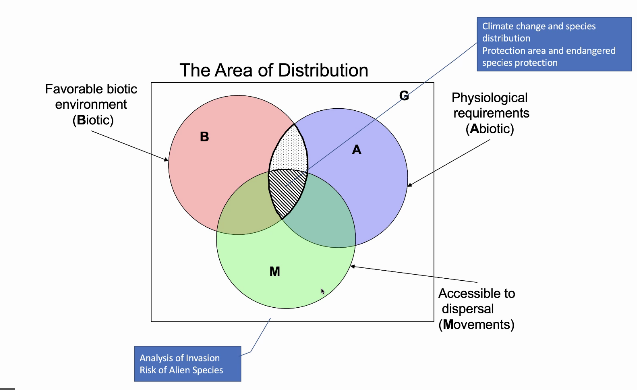 Climate change and species
distribution
Protection area and endangered
species protection
The Area of Distribution
G
Favorable biotic
environment
(Biotic)
Physiological
requirements
(Abiotic)
B
A
M
Accessible to
dispersal
(Movements)
Analysis of Invasion
Risk of Alien Species